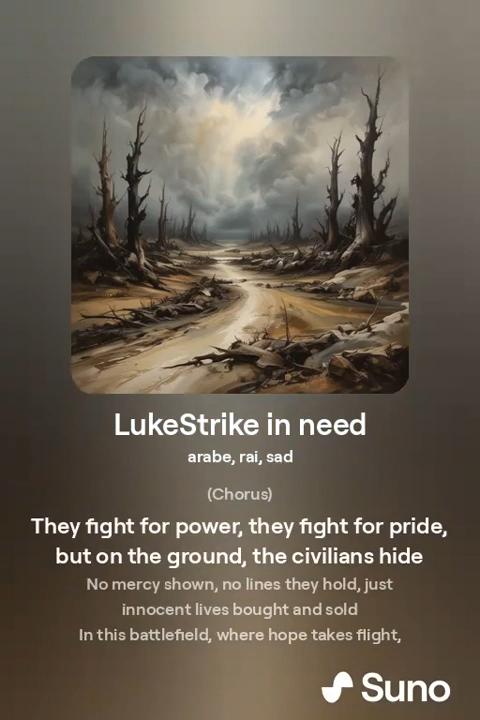 LukeStrike in need
arabe, rai, sad
(Chorus)
They fight for power, they fight for pride,
but on the ground, the civilians hide
No mercy shown, no lines they hold, just
innocent lives bought and sold
In this battlefield, where hope takes flight,
Suno